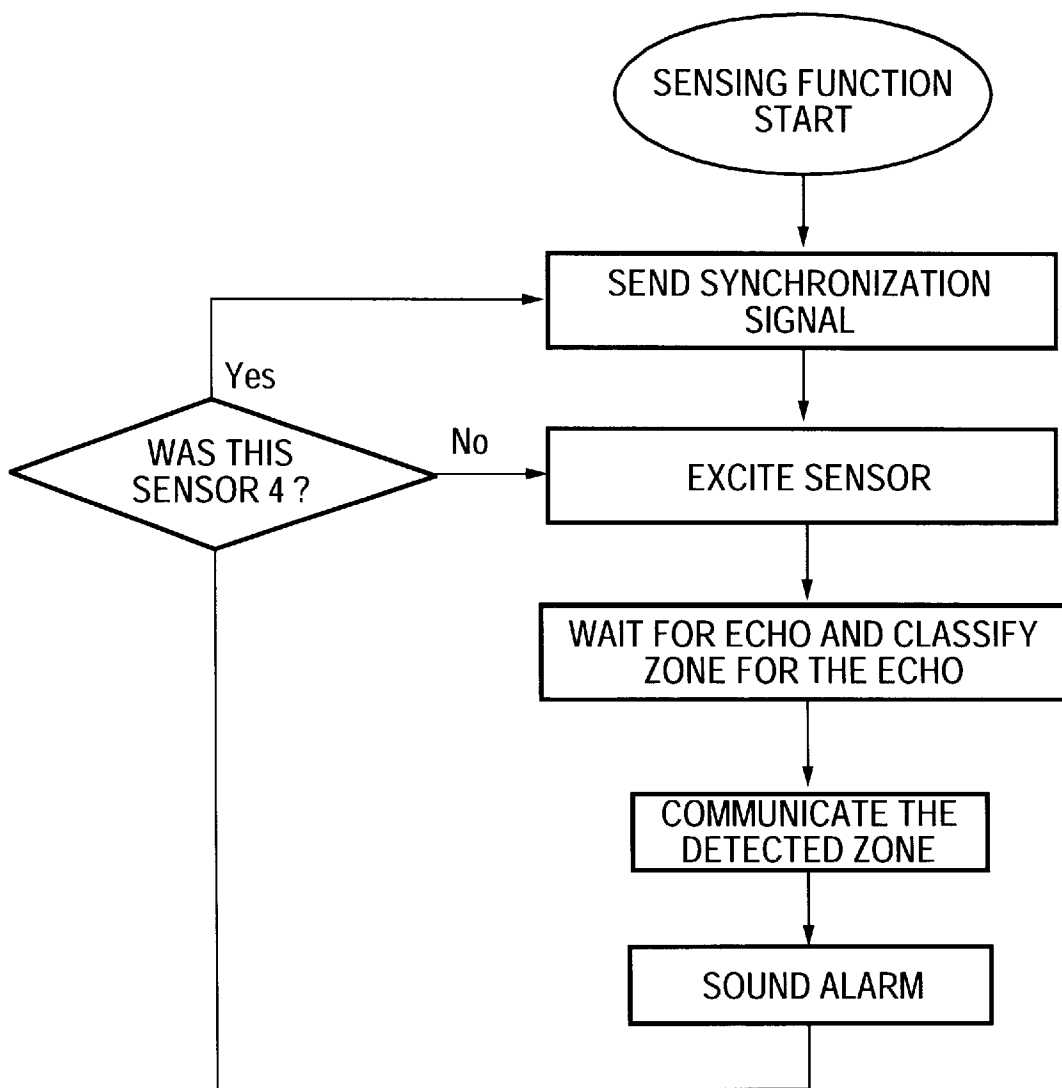 SENSING FUNCTION
START
SEND SYNCHRONIZATION
SIGNAL
Yes
WAS THIS
SENSOR 4 ?
No
EXCITE SENSOR
WAIT FOR ECHO AND CLASSIFY
ZONE FOR THE ECHO
COMMUNICATE THE
DETECTED ZONE
SOUND ALARM